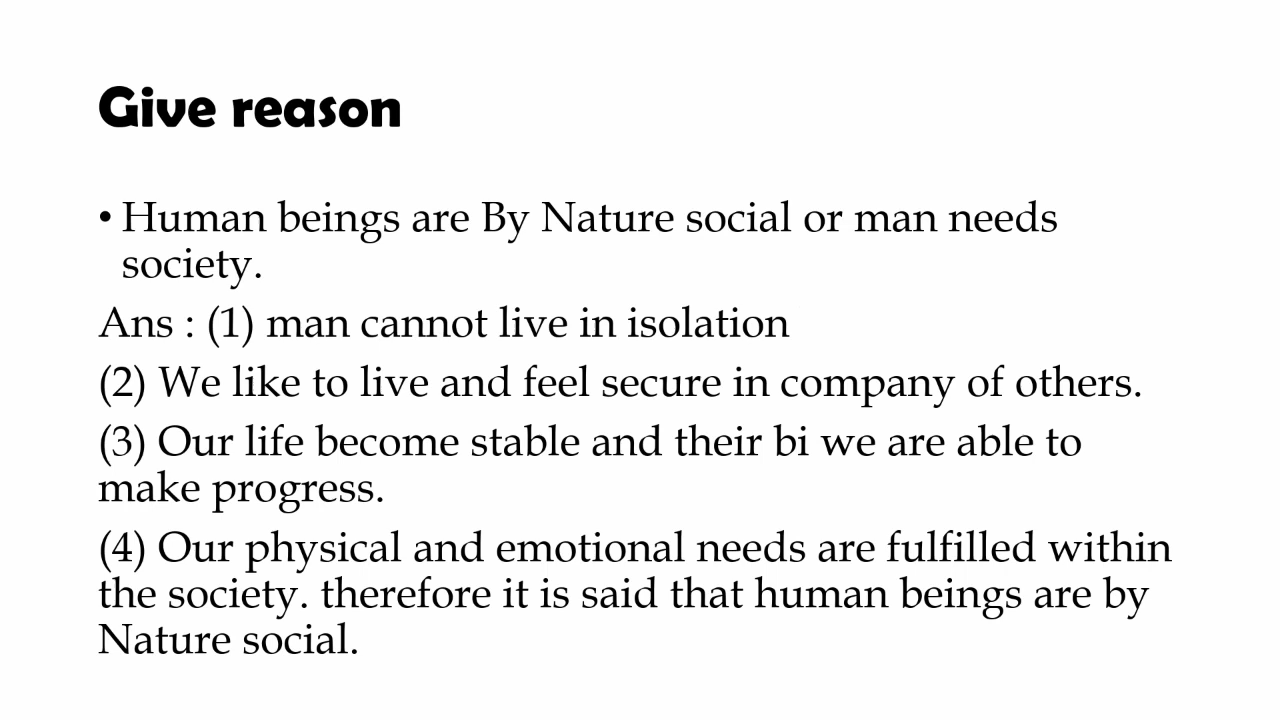 Give reason
• Human beings are By Nature social or man needs
society.
Ans : (1) man cannot live in isolation
(2) We like to live and feel secure in company of others.
(3) Our life become stable and their bi we are able to
make progress.
(4) Our physical and emotional needs are fulfilled within
the society. therefore it is said that human beings are by
Nature social.